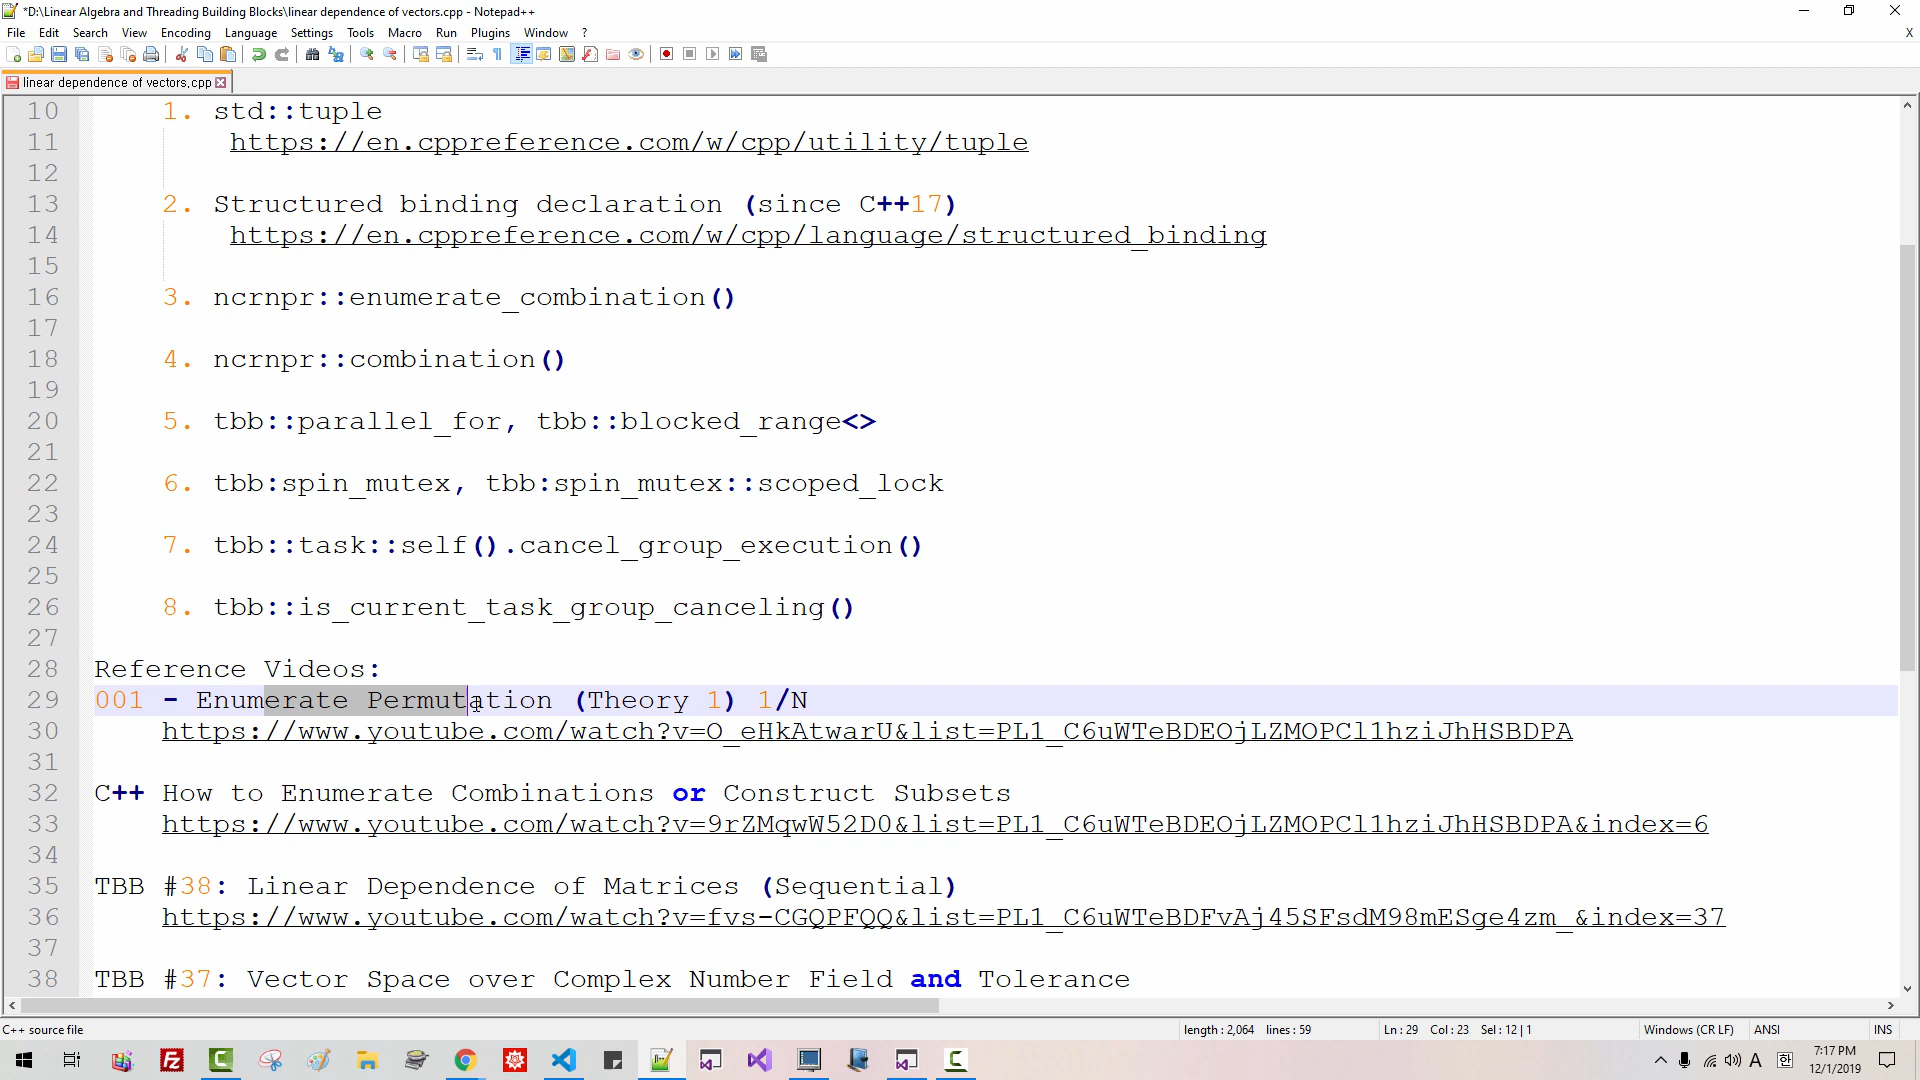 *D:\Linear Algebra and Threading Building Blocks\linear dependence of vectors.cpp - Notepad++
File Edit Search View Encoding Language Settings Tools Macro Run Plugins Window ? X
linear dependence of vectors.cpp
10 1. std::tuple
11 https://en.cppreference.com/w/cpp/utility/tuple
12
13 2. Structured binding declaration (since C++17)
14 https://en.cppreference.com/w/cpp/language/structured_binding
15
16 3. ncrnpr::enumerate_combination()
17
18 4. ncrnpr::combination()
19
20 5. tbb::parallel_for, tbb::blocked_range<>
21
22 6. tbb:spin_mutex, tbb:spin_mutex::scoped_lock
23
24 7. tbb::task::self().cancel_group_execution()
25
26 8. tbb::is_current_task_group_canceling()
27
28 Reference Videos:
29 001 - Enumerate Permutation (Theory 1) 1/N
30 https://www.youtube.com/watch?v=O_eHkAtwarU&list=PL1_C6uWTeBDEOjLZMOPCl1hziJhHSBDPA
31
32 C++ How to Enumerate Combinations or Construct Subsets
33 https://www.youtube.com/watch?v=9rZMqwW52D0&list=PL1_C6uWTeBDEOjLZMOPCl1hziJhHSBDPA&index=6
34
35 TBB #38: Linear Dependence of Matrices (Sequential)
36 https://www.youtube.com/watch?v=fvs-CGQPFQQ&list=PL1_C6uWTeBDFvAj45SFsdM98mESge4zm_&index=37
37
38 TBB #37: Vector Space over Complex Number Field and Tolerance
C++ source file length : 2,064 lines : 59 Ln : 29 Col : 23 Sel : 12 | 1 Windows (CR LF) ANSI INS
A 한 7:17 PM
12/1/2019